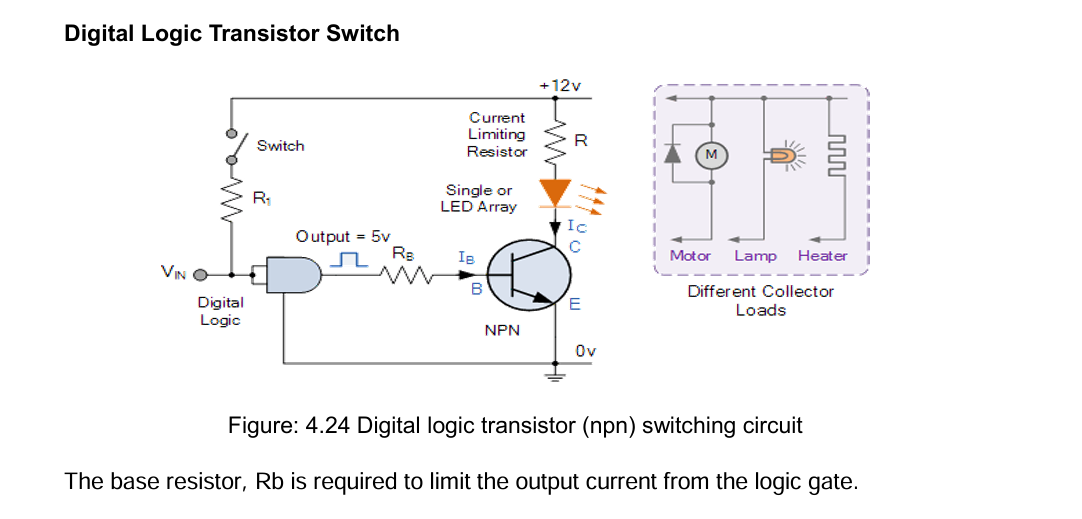 Digital Logic Transistor Switch
+12v
Current
Limiting
Resistor
R
Switch
R1
Single or
LED Array
IC
C
Output = 5v
RB
IB
B
E
VIN
Digital
Logic
NPN
0v
M
Motor Lamp Heater
Different Collector
Loads
Figure: 4.24 Digital logic transistor (npn) switching circuit
The base resistor, Rb is required to limit the output current from the logic gate.